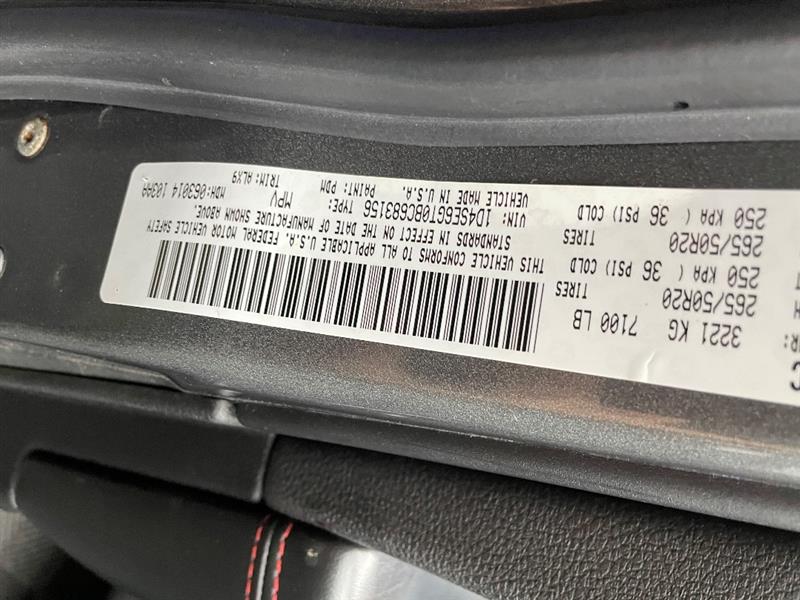 C
R: 3221 KG 7100 LB
H 265/50R20 TIRES
T 250 KPA ( 36 PSI) COLD
265/50R20 TIRES
250 KPA ( 36 PSI) COLD
THIS VEHICLE CONFORMS TO ALL APPLICABLE U.S.A. FEDERAL MOTOR VEHICLE SAFETY
STANDARDS IN EFFECT ON THE DATE OF MANUFACTURE SHOWN ABOVE.
VIN: 1D4SE6GT0BC683156 TYPE: MPV MDH:063014 103AA
PAINT: PDM TRIM:ALX9
VEHICLE MADE IN U.S.A.